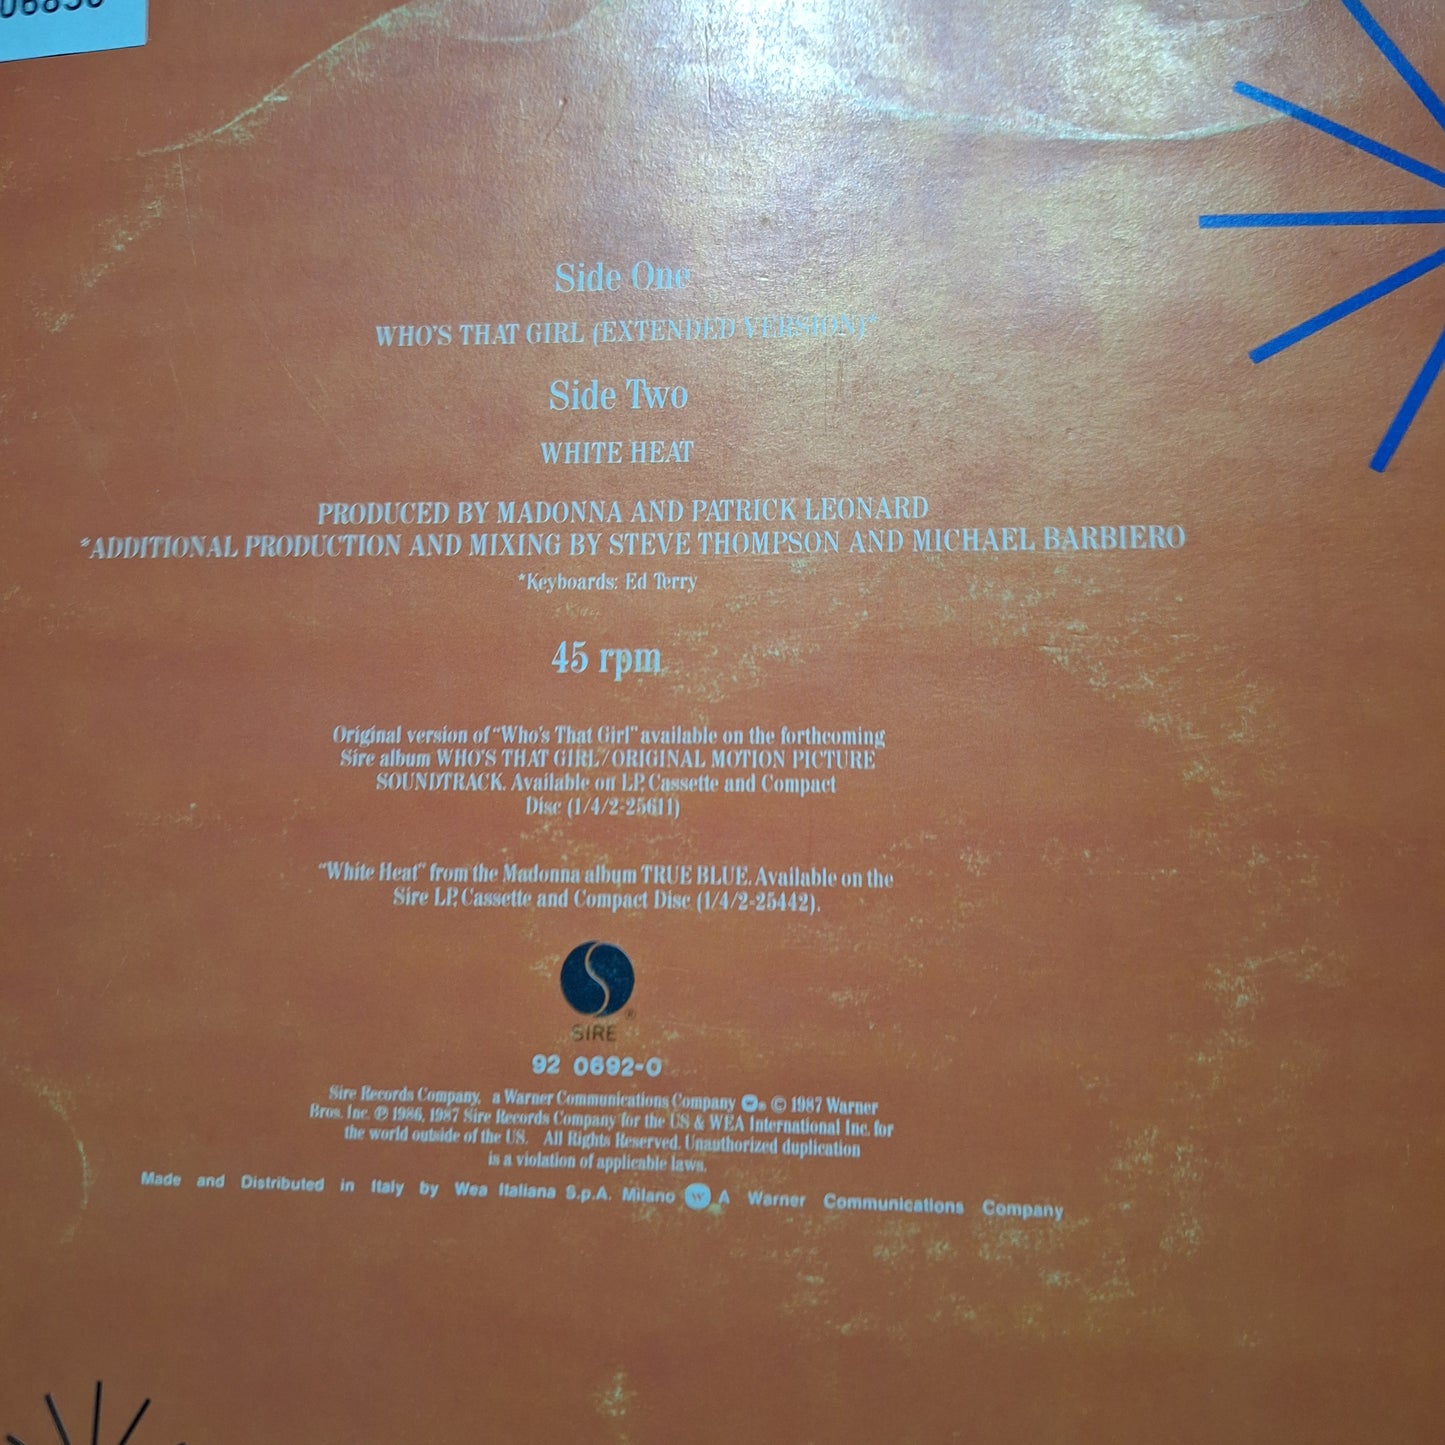 06850
Side One
WHO'S THAT GIRL (EXTENDED VERSION)*
Side Two
WHITE HEAT
PRODUCED BY MADONNA AND PATRICK LEONARD
*ADDITIONAL PRODUCTION AND MIXING BY STEVE THOMPSON AND MICHAEL BARBIERO
*Keyboards: Ed Terry
45 rpm
Original version of "Who's That Girl" available on the forthcoming
Sire album WHO'S THAT GIRL/ORIGINAL MOTION PICTURE
SOUNDTRACK. Available on LP, Cassette and Compact
Disc (1/4/2-25611)
"White Heat" from the Madonna album TRUE BLUE. Available on the
Sire LP, Cassette and Compact Disc (1/4/2-25442).
®
SIRE
92 0692-0
Sire Records Company, a Warner Communications Company ® © 1987 Warner
Bros. Inc. ℗ 1986, 1987 Sire Records Company for the US & WEA International Inc. for
the world outside of the US. All Rights Reserved. Unauthorized duplication
is a violation of applicable laws.
Made and Distributed in Italy by Wea Italiana S.p.A. Milano A Warner Communications Company